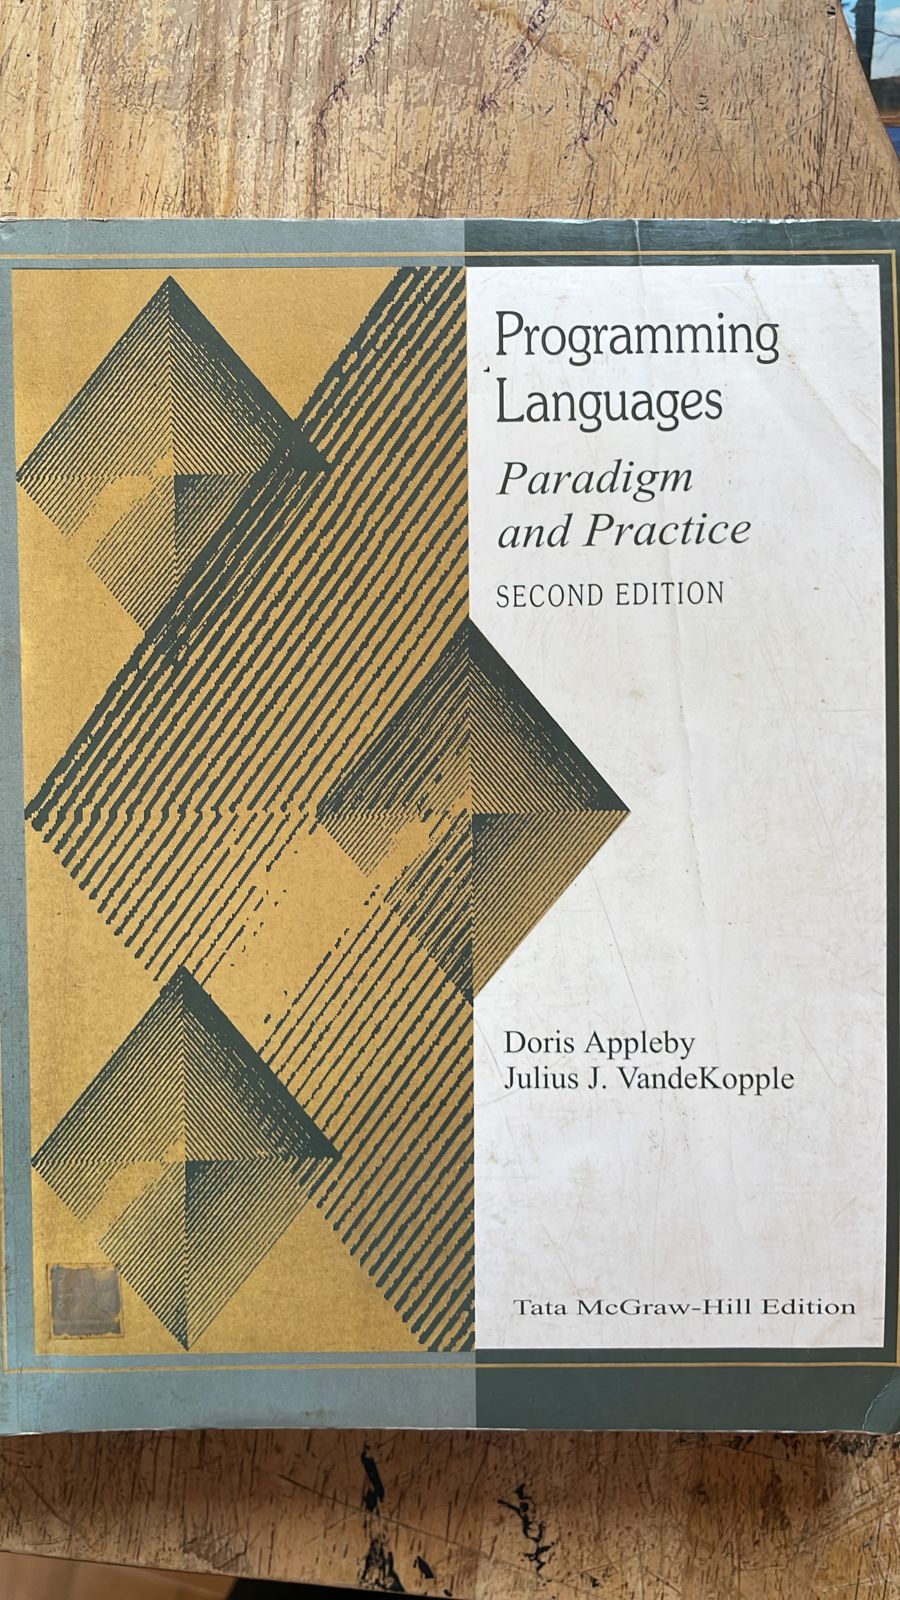 Programming
Languages
Paradigm
and Practice
SECOND EDITION
Doris Appleby
Julius J. VandeKopple
Tata McGraw-Hill Edition